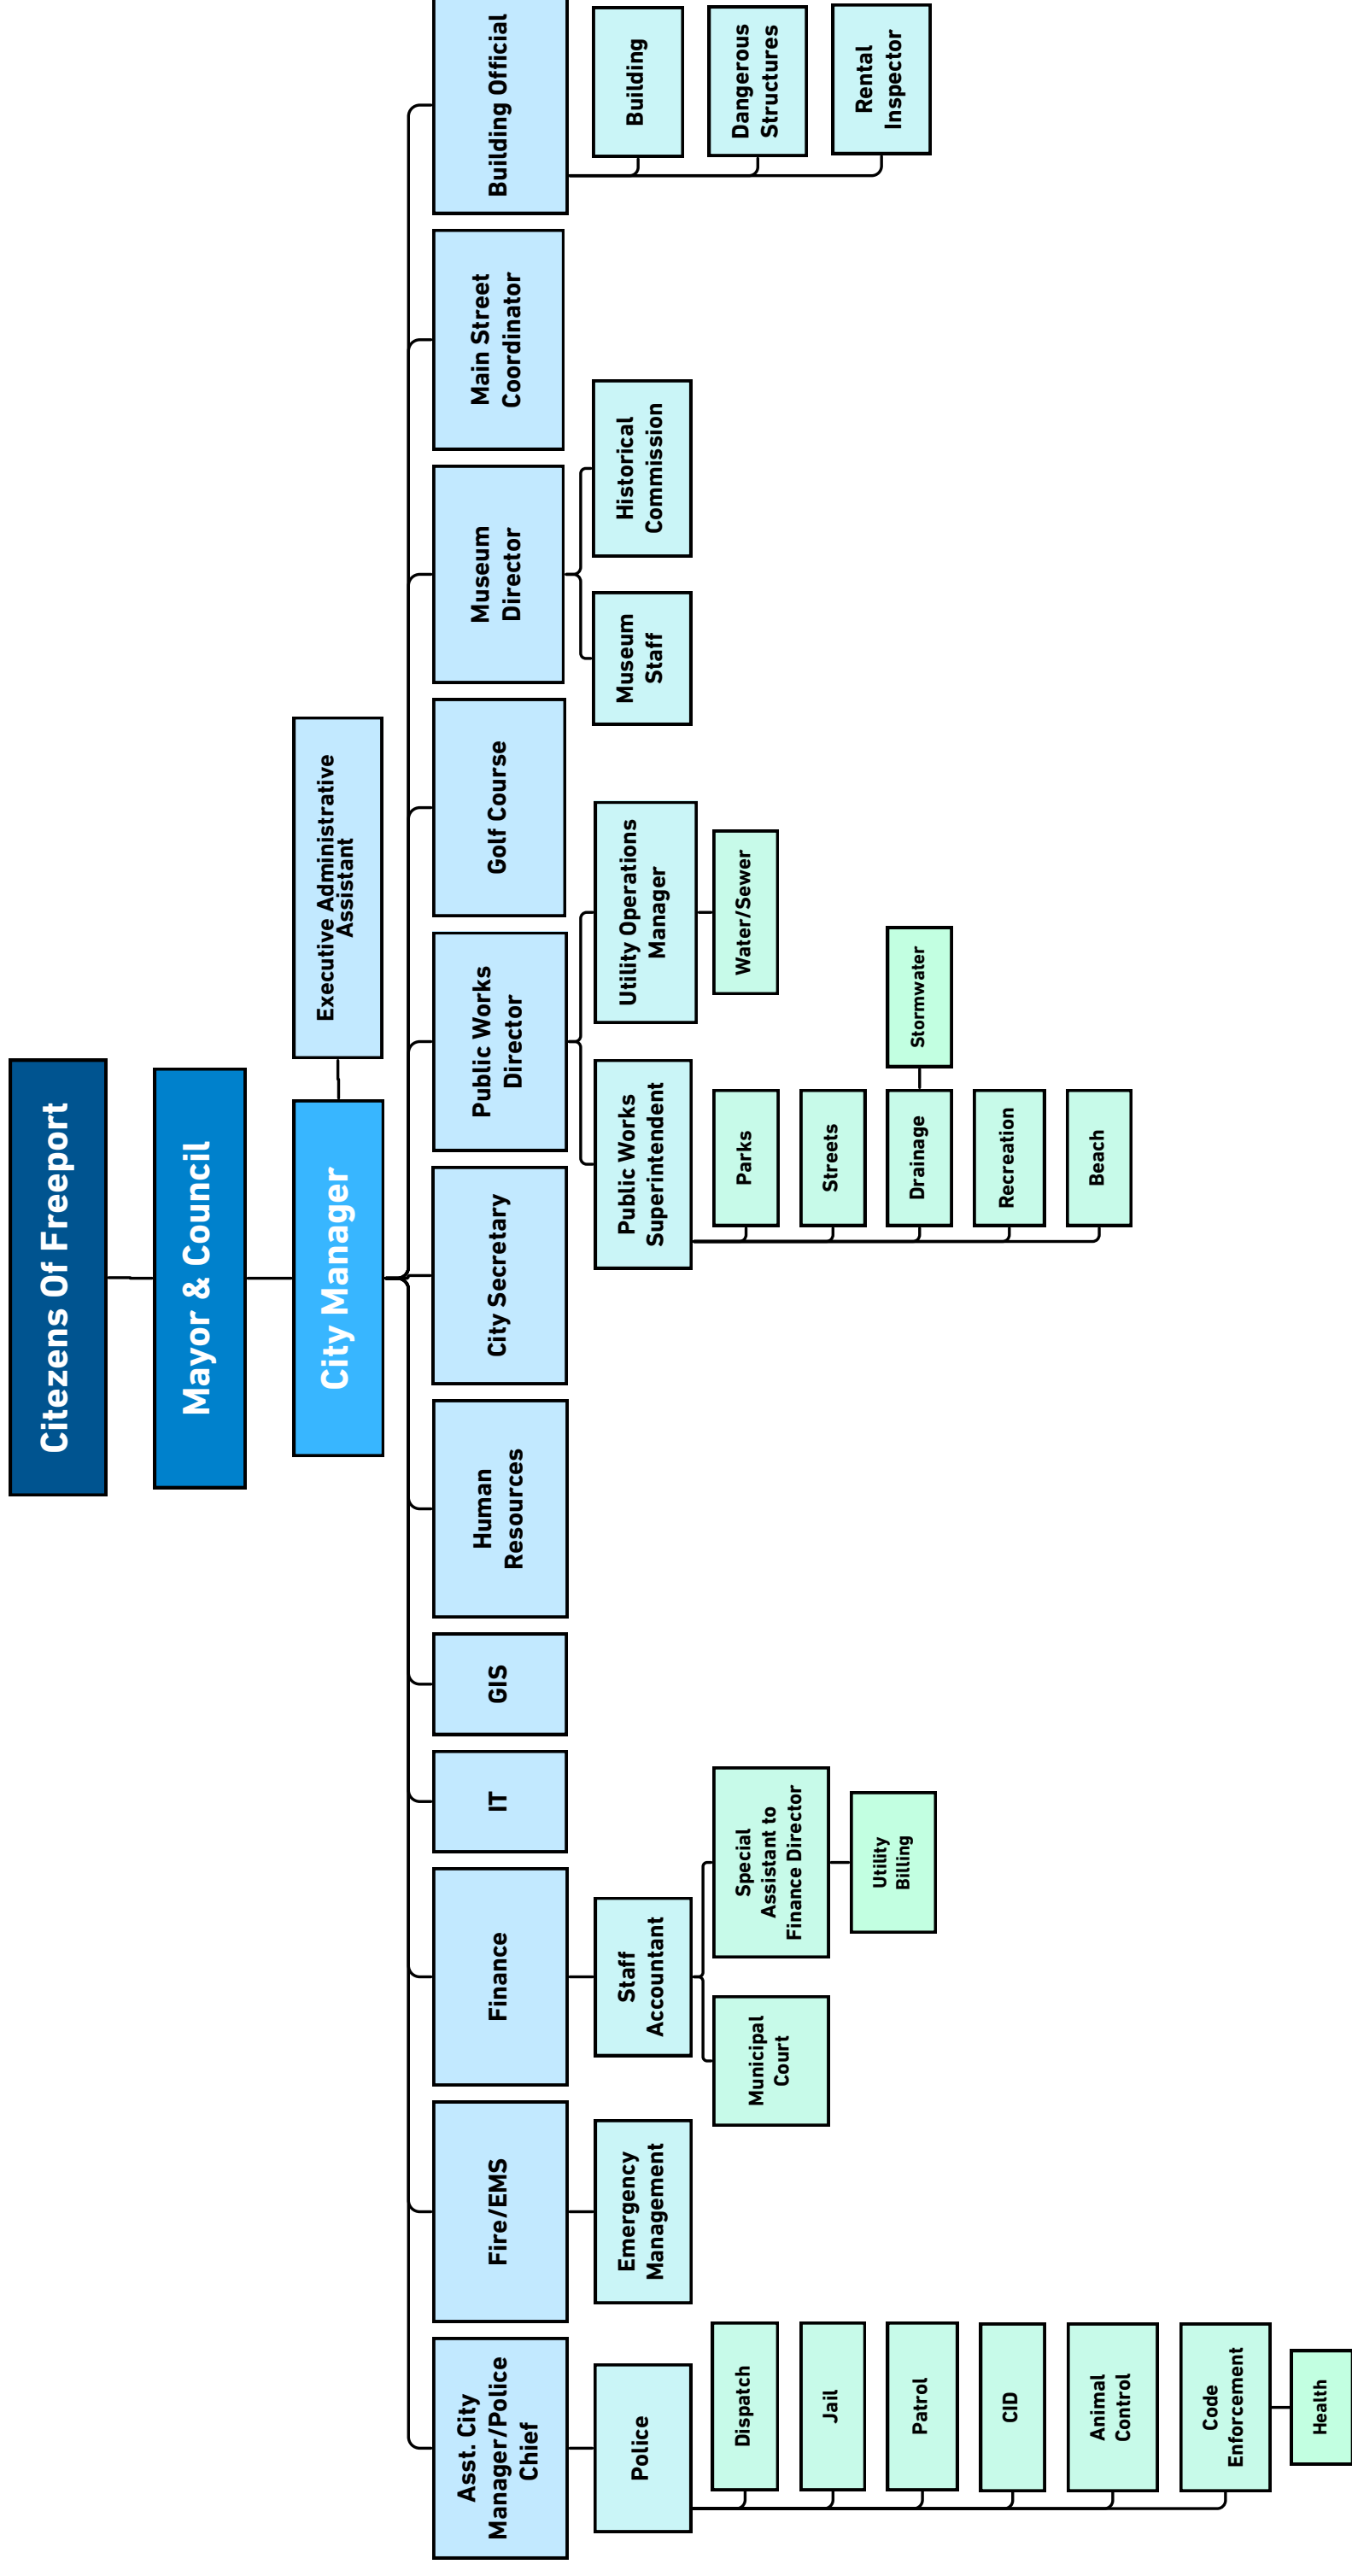 Citezens Of Freeport
Mayor & Council
City Manager
Executive Administrative
Assistant
Asst. City
Manager/Police
Chief
Fire/EMS
Finance
IT
GIS
Human
Resources
City Secretary
Public Works
Director
Golf Course
Museum
Director
Main Street
Coordinator
Building Official
Police
Dispatch
Jail
Patrol
CID
Animal
Control
Code
Enforcement
Health
Emergency
Management
Staff
Accountant
Municipal
Court
Special
Assistant to
Finance Director
Utility
Billing
Public Works
Superintendent
Parks
Streets
Drainage
Stormwater
Recreation
Beach
Utility Operations
Manager
Water/Sewer
Museum
Staff
Historical
Commission
Building
Dangerous
Structures
Rental
Inspector